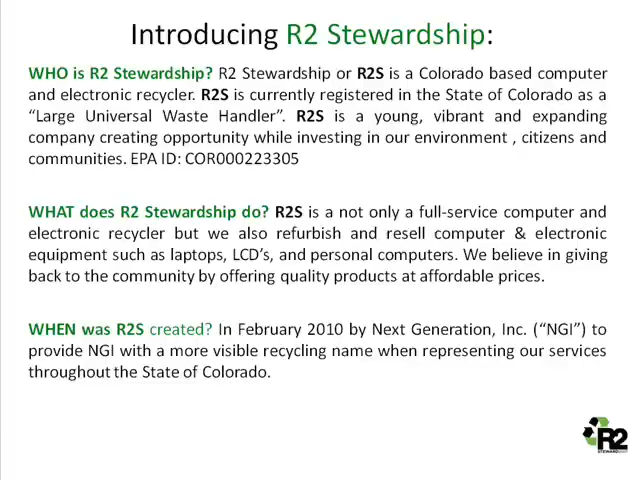 Introducing R2 Stewardship:
WHO is R2 Stewardship? R2 Stewardship or R2S is a Colorado based computer
and electronic recycler. R2S is currently registered in the State of Colorado as a
“Large Universal Waste Handler”. R2S is a young, vibrant and expanding
company creating opportunity while investing in our environment , citizens and
communities. EPA ID: COR000223305
WHAT does R2 Stewardship do? R2S is a not only a full-service computer and
electronic recycler but we also refurbish and resell computer & electronic
equipment such as laptops, LCD’s, and personal computers. We believe in giving
back to the community by offering quality products at affordable prices.
WHEN was R2S created? In February 2010 by Next Generation, Inc. (“NGI”) to
provide NGI with a more visible recycling name when representing our services
throughout the State of Colorado.
R2
STEWARDSHIP